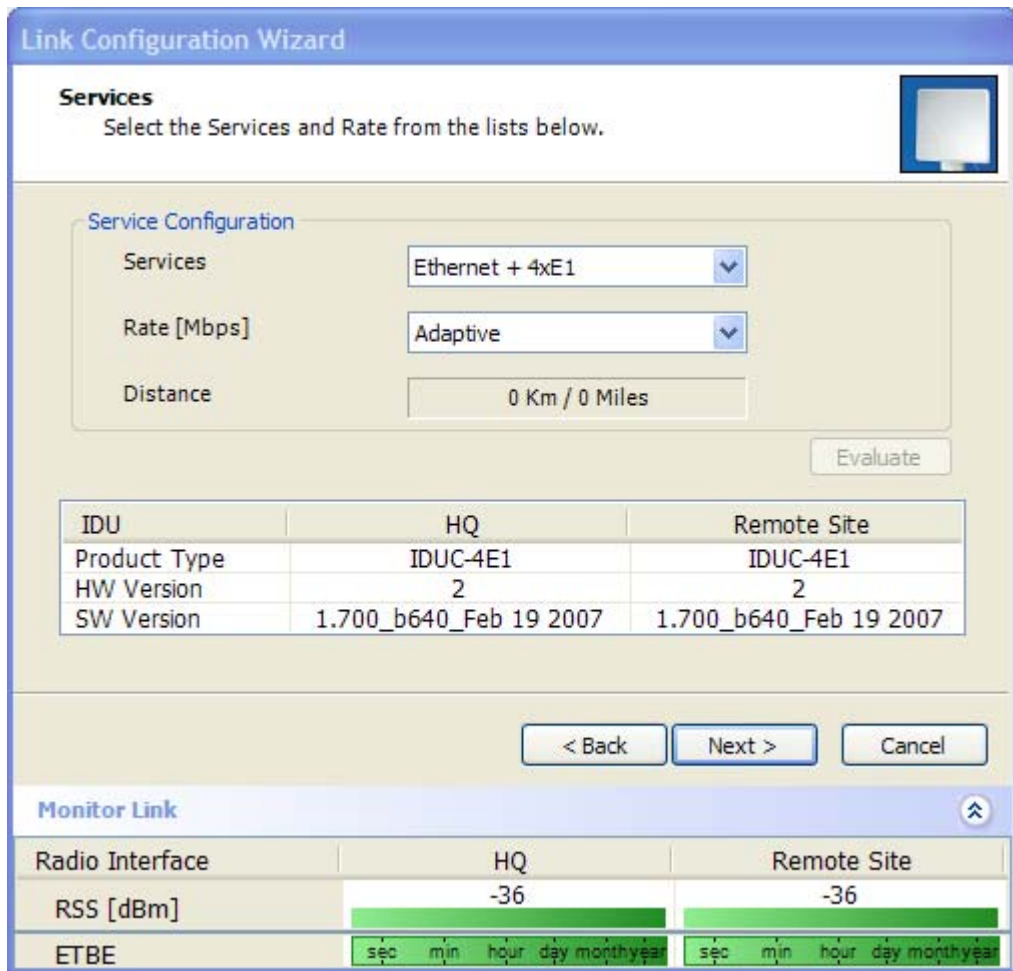 Link Configuration Wizard
Services
Select the Services and Rate from the lists below.
Service Configuration
Services Ethernet + 4xE1
Rate [Mbps] Adaptive
Distance 0 Km / 0 Miles
Evaluate
IDU HQ Remote Site
Product Type IDUC-4E1 IDUC-4E1
HW Version 2 2
SW Version 1.700_b640_Feb 19 2007 1.700_b640_Feb 19 2007
< Back Next > Cancel
Monitor Link
Radio Interface HQ Remote Site
RSS [dBm] -36 -36
ETBE sec min hour day month year sec min hour day month year